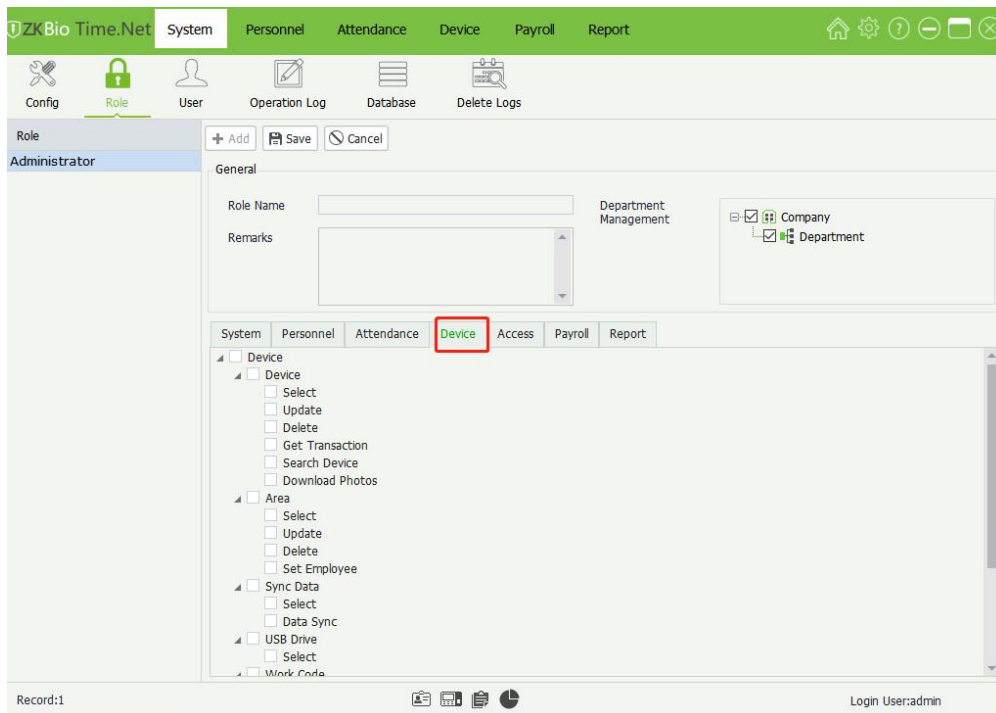 ZKBio Time.Net System Personnel Attendance Device Payroll Report
Config Role User Operation Log Database Delete Logs
Role
Administrator
Add Save Cancel
General
Role Name
Department
Management
Company
Department
Remarks
System Personnel Attendance Device Access Payroll Report
Device
Device
Select
Update
Delete
Get Transaction
Search Device
Download Photos
Area
Select
Update
Delete
Set Employee
Sync Data
Select
Data Sync
USB Drive
Select
Work Code
Record:1
Login User:admin